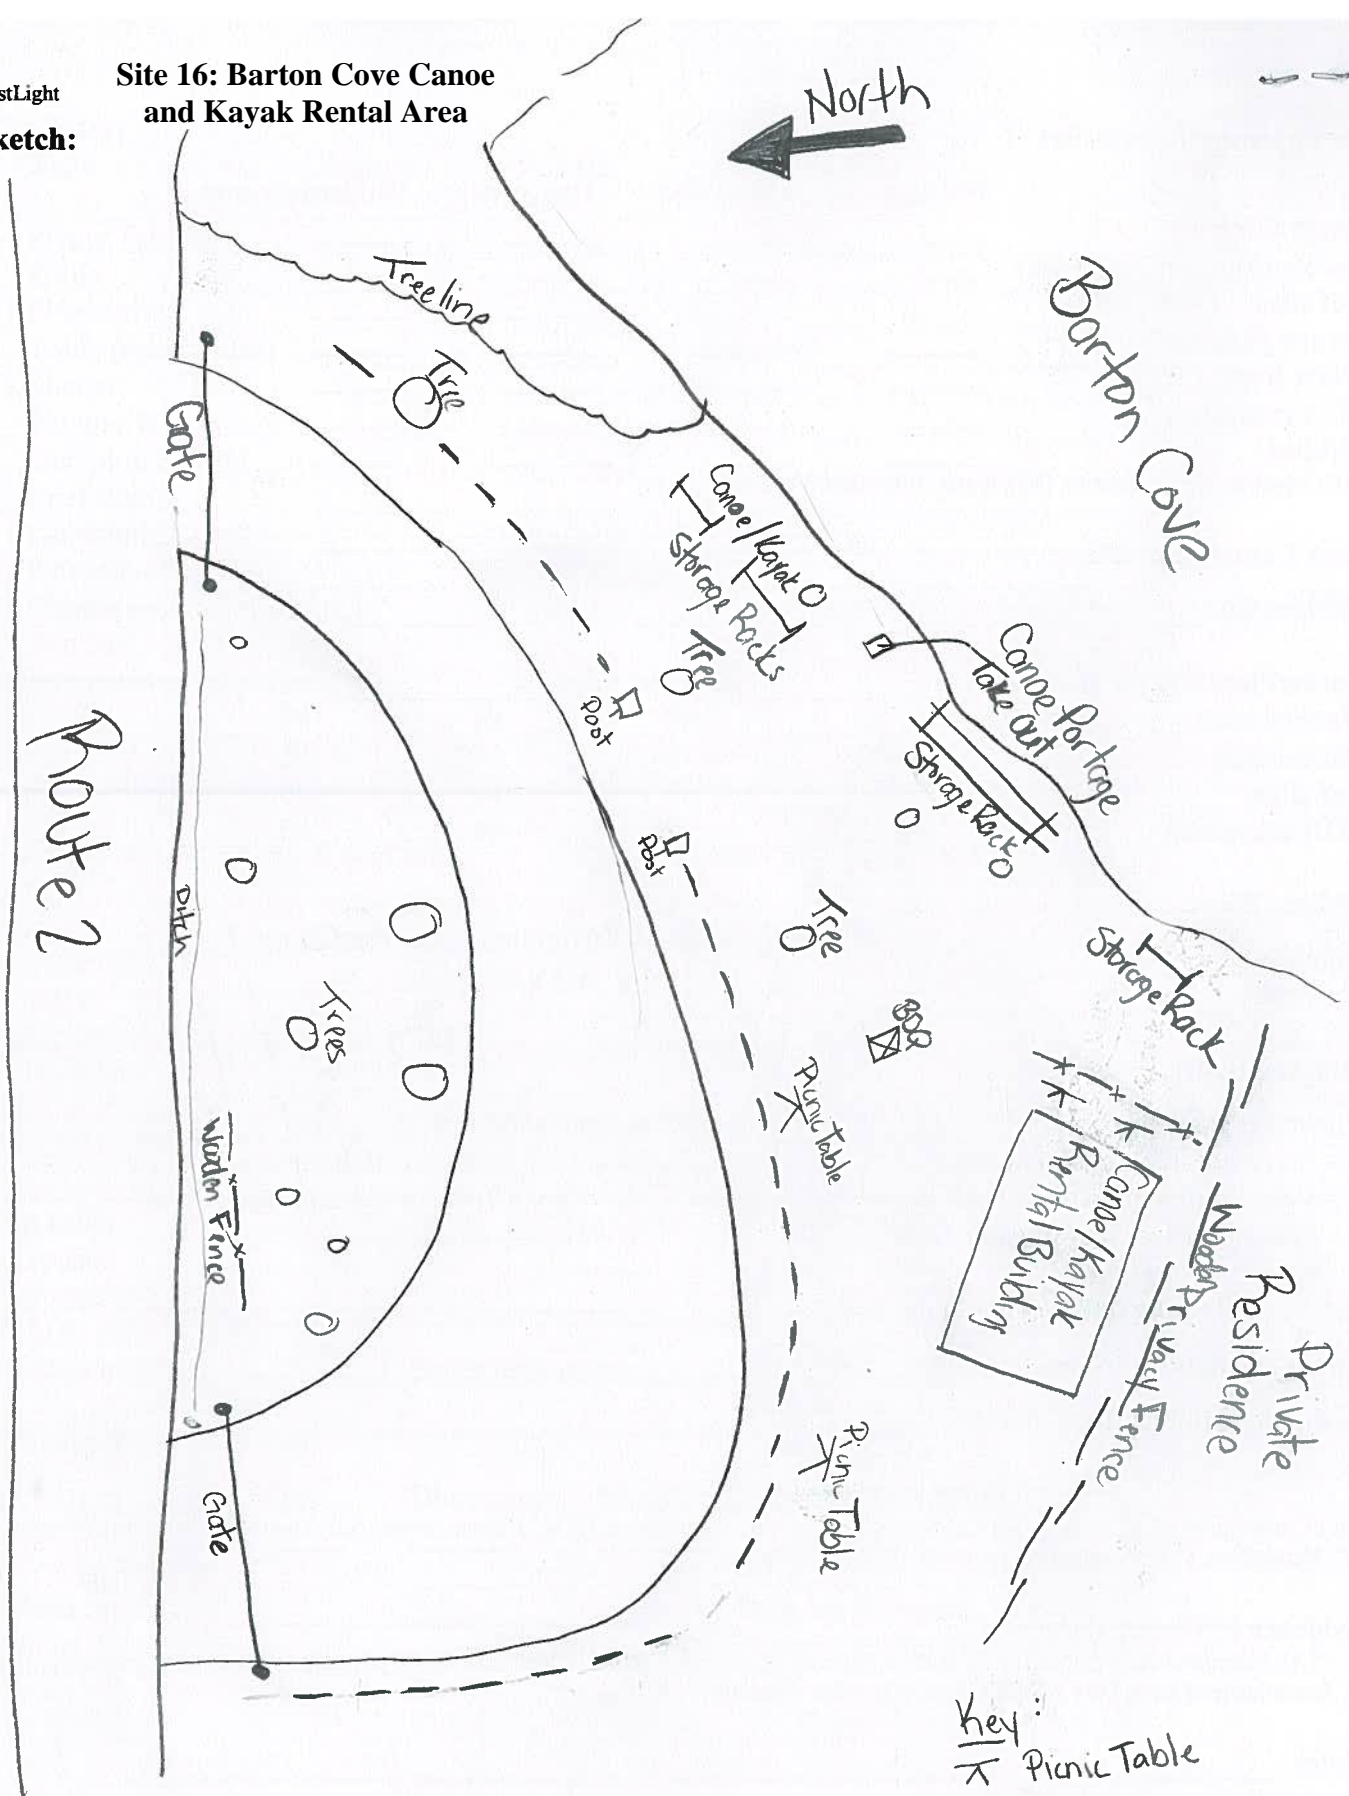 stLight
ketch:
Site 16: Barton Cove Canoe
and Kayak Rental Area
North
Barton Cove
Treeline
Tree
Gate
Canoe/Kayak
Storage Racks
Tree
Post
Canoe Portage
Take Out
Storage Rack
Route 2
Ditch
Post
Tree
Storage Rack
BBQ
Trees
Picnic Table
Wooden Fence
Canoe/Kayak
Rental Building
Wooden Privacy Fence
Private
Residence
Picnic Table
Gate
Key:
Picnic Table